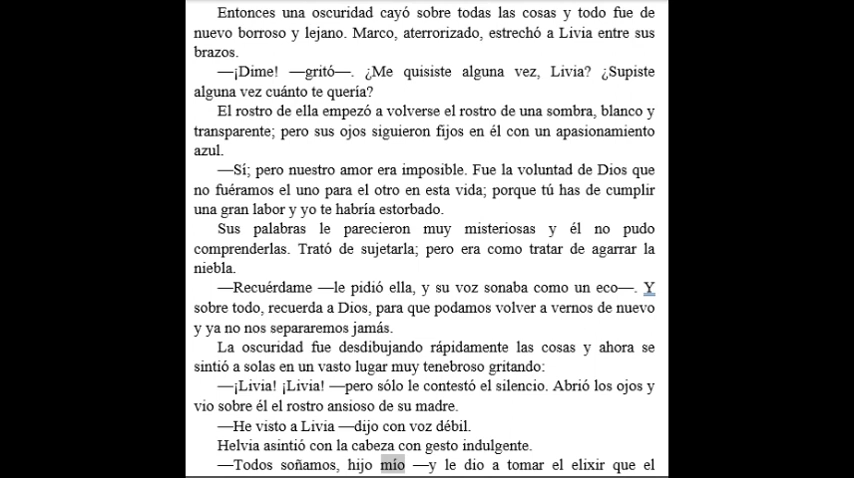 Entonces una oscuridad cayó sobre todas las cosas y todo fue de
nuevo borroso y lejano. Marco, aterrorizado, estrechó a Livia entre sus
brazos.
—¡Dime! —gritó—. ¿Me quisiste alguna vez, Livia? ¿Supiste
alguna vez cuánto te quería?
El rostro de ella empezó a volverse el rostro de una sombra, blanco y
transparente; pero sus ojos siguieron fijos en él con un apasionamiento
azul.
—Sí; pero nuestro amor era imposible. Fue la voluntad de Dios que
no fuéramos el uno para el otro en esta vida; porque tú has de cumplir
una gran labor y yo te habría estorbado.
Sus palabras le parecieron muy misteriosas y él no pudo
comprenderlas. Trató de sujetarla; pero era como tratar de agarrar la
niebla.
—Recuérdame —le pidió ella, y su voz sonaba como un eco—. Y
sobre todo, recuerda a Dios, para que podamos volver a vernos de nuevo
y ya no nos separaremos jamás.
La oscuridad fue desdibujando rápidamente las cosas y ahora se
sintió a solas en un vasto lugar muy tenebroso gritando:
—¡Livia! ¡Livia! —pero sólo le contestó el silencio. Abrió los ojos y
vio sobre él el rostro ansioso de su madre.
—He visto a Livia —dijo con voz débil.
Helvia asintió con la cabeza con gesto indulgente.
—Todos soñamos, hijo mío —y le dio a tomar el elixir que el